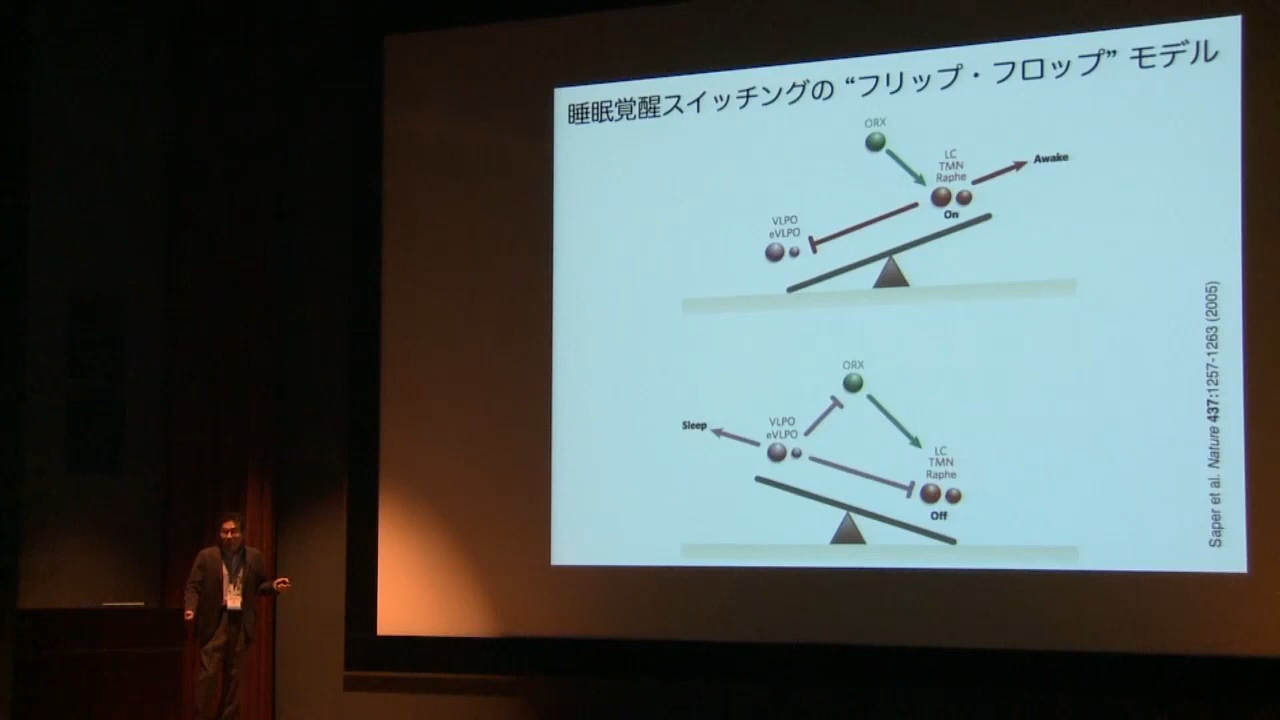 睡眠覚醒スイッチングの “フリップ・フロップ” モデル
ORX
LC
TMN
Raphe
Awake
On
VLPO
eVLPO
ORX
Sleep
VLPO
eVLPO
LC
TMN
Raphe
Off
Saper et al. Nature 437:1257-1263 (2005)